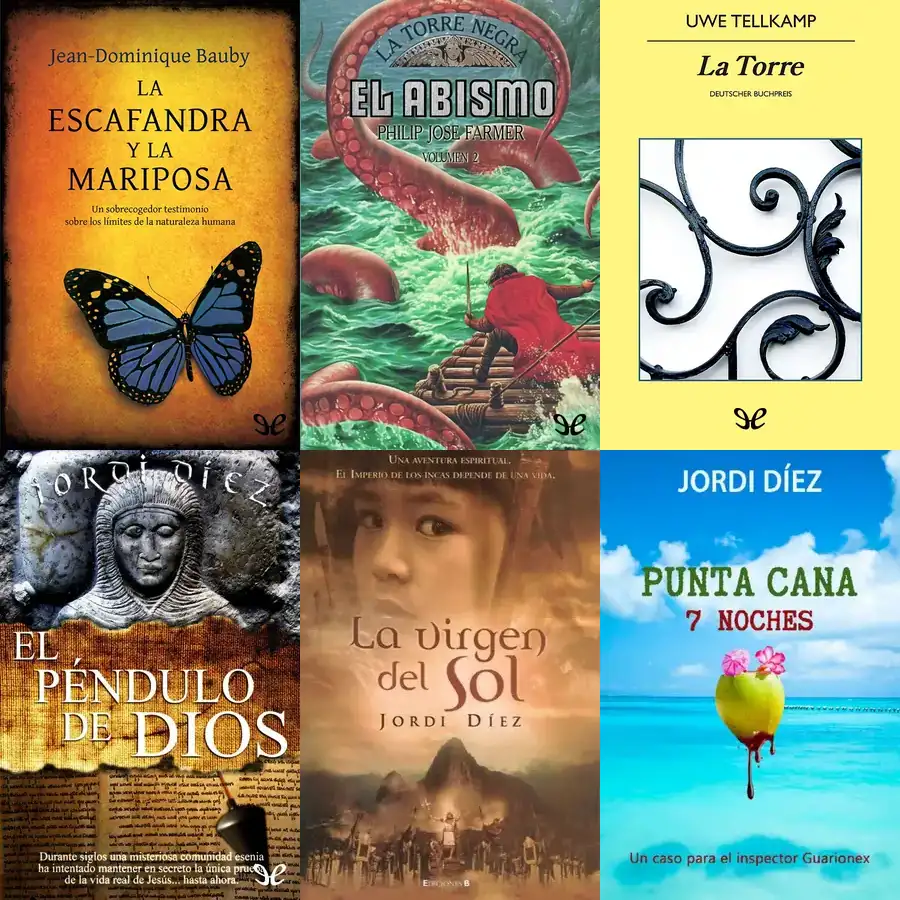 Jean-Dominique Bauby
LA
ESCAFANDRA
Y LA
MARIPOSA
Un sobrecogedor testimonio
sobre los límites de la naturaleza humana
LA TORRE NEGRA
EL ABISMO
PHILIP JOSE FARMER
VOLUMEN 2
UWE TELLKAMP
La Torre
DEUTSCHER BUCHPREIS
jordi díez
EL
PÉNDULO
DE DIOS
Durante siglos una misteriosa comunidad esenia
ha intentado mantener en secreto la única
de la vida real de Jesús... hasta ahora.
UNA AVENTURA ESPIRITUAL.
EL IMPERIO DE LOS INCAS DEPENDE DE UNA VIDA.
La virgen
del Sol
JORDI DÍEZ
EDICIONES B
JORDI DÍEZ
PUNTA CANA
7 NOCHES
Un caso para el inspector Guarionex